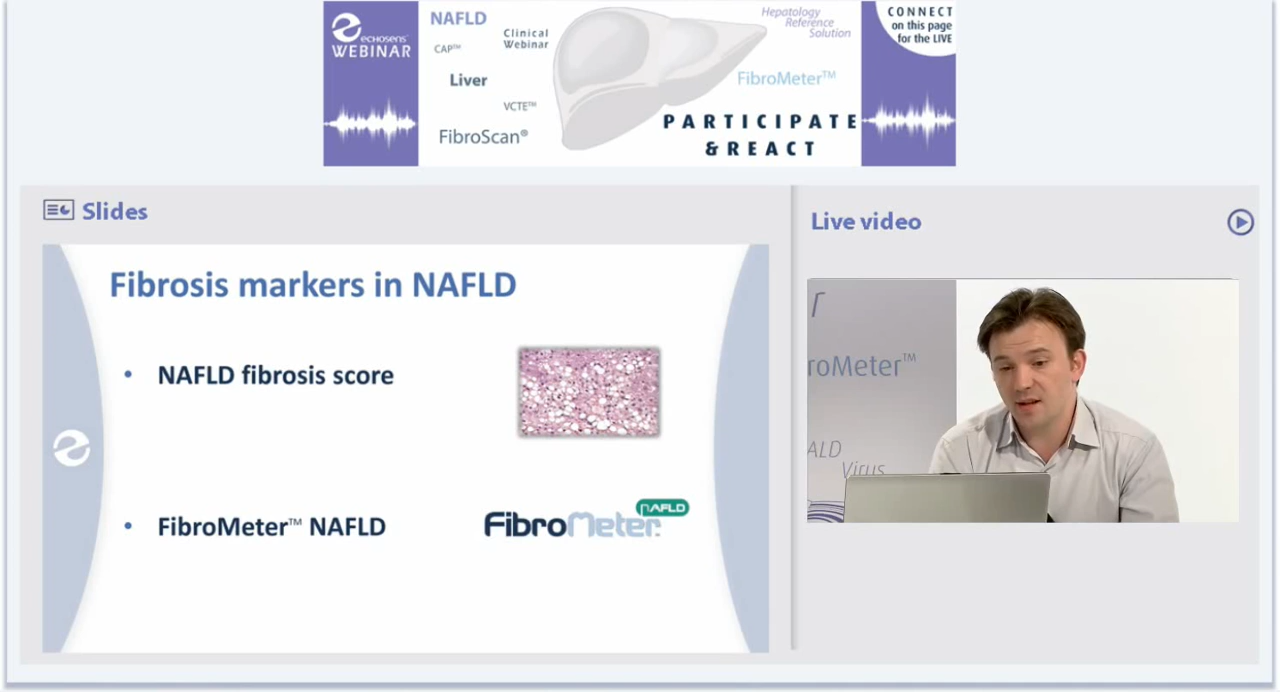 echosens
WEBINAR
NAFLD
CAP™
Clinical
Webinar
Liver
VCTE™
FibroScan®
Hepatology
Reference
Solution
FibroMeter™
PARTICIPATE
&REACT
CONNECT
on this page
for the LIVE
Slides
Fibrosis markers in NAFLD
• NAFLD fibrosis score
• FibroMeter™ NAFLD
NAFLD
FibroMeter™
Live video
roMeter™
ALD
Virus